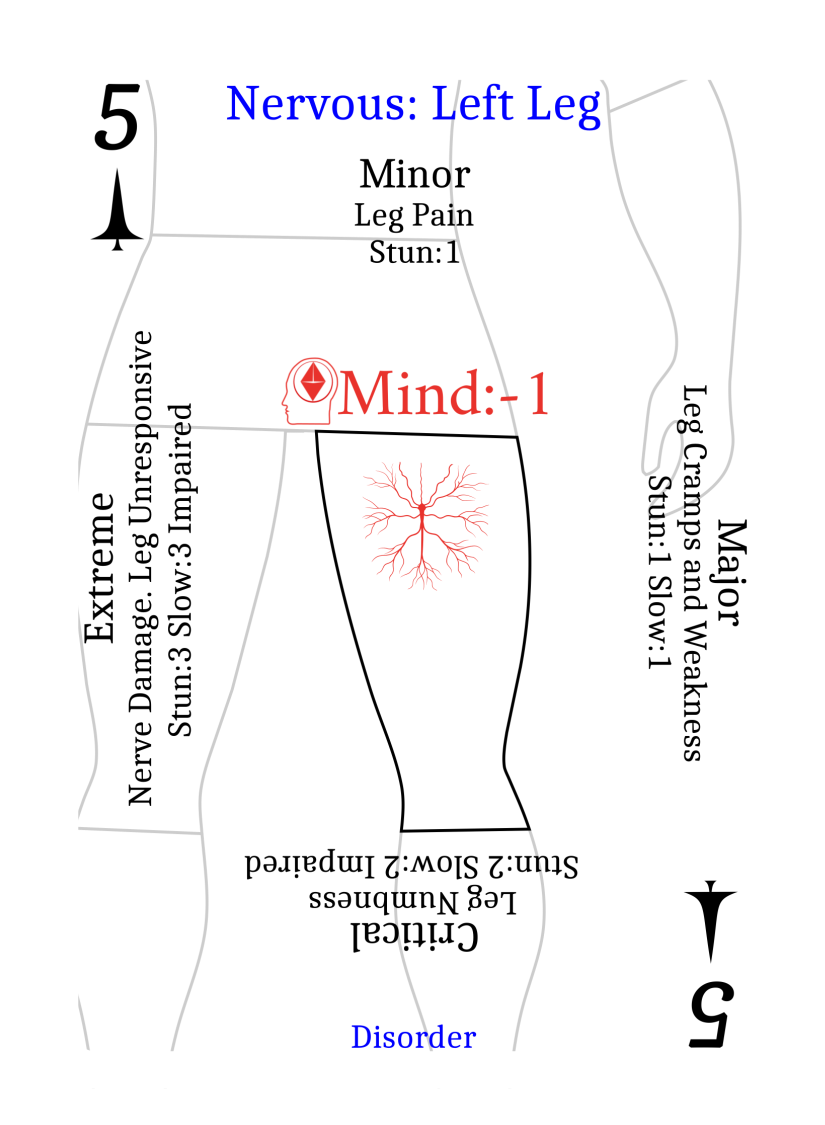 5
Nervous: Left Leg
Minor
Leg Pain
Stun:1
Mind:-1
Extreme
Nerve Damage. Leg Unresponsive
Stun:3 Slow:3 Impaired
Major
Leg Cramps and Weakness
Stun:1 Slow:1
Critical
Leg Numbness
Stun:2 Slow:2 Impaired
Disorder
5